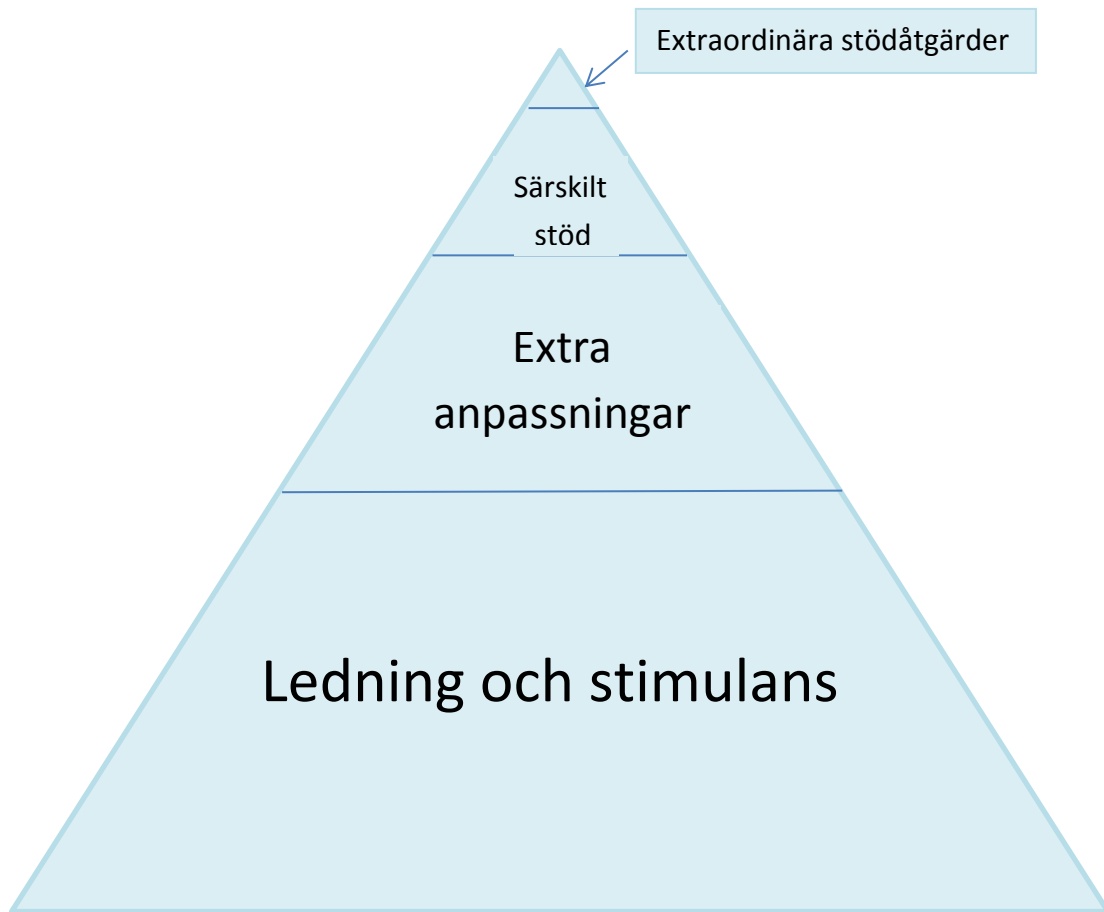 Extraordinära stödåtgärder
Särskilt
stöd
Extra
anpassningar
Ledning och stimulans